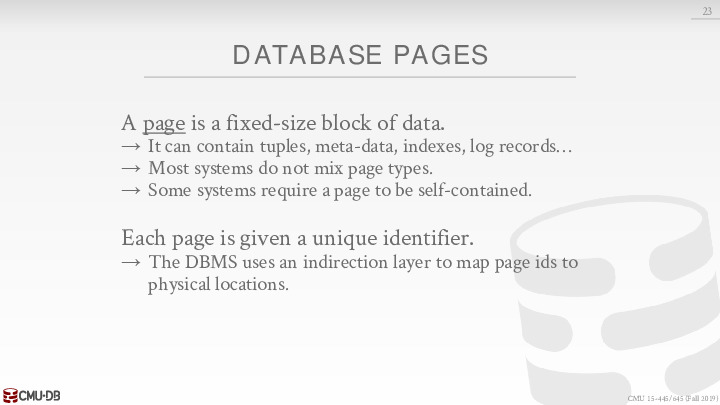 23
DATABASE PAGES
A page is a fixed-size block of data.
→ It can contain tuples, meta-data, indexes, log records…
→ Most systems do not mix page types.
→ Some systems require a page to be self-contained.
Each page is given a unique identifier.
→ The DBMS uses an indirection layer to map page ids to
physical locations.
CMU·DB
CMU 15-445/645 (Fall 2019)